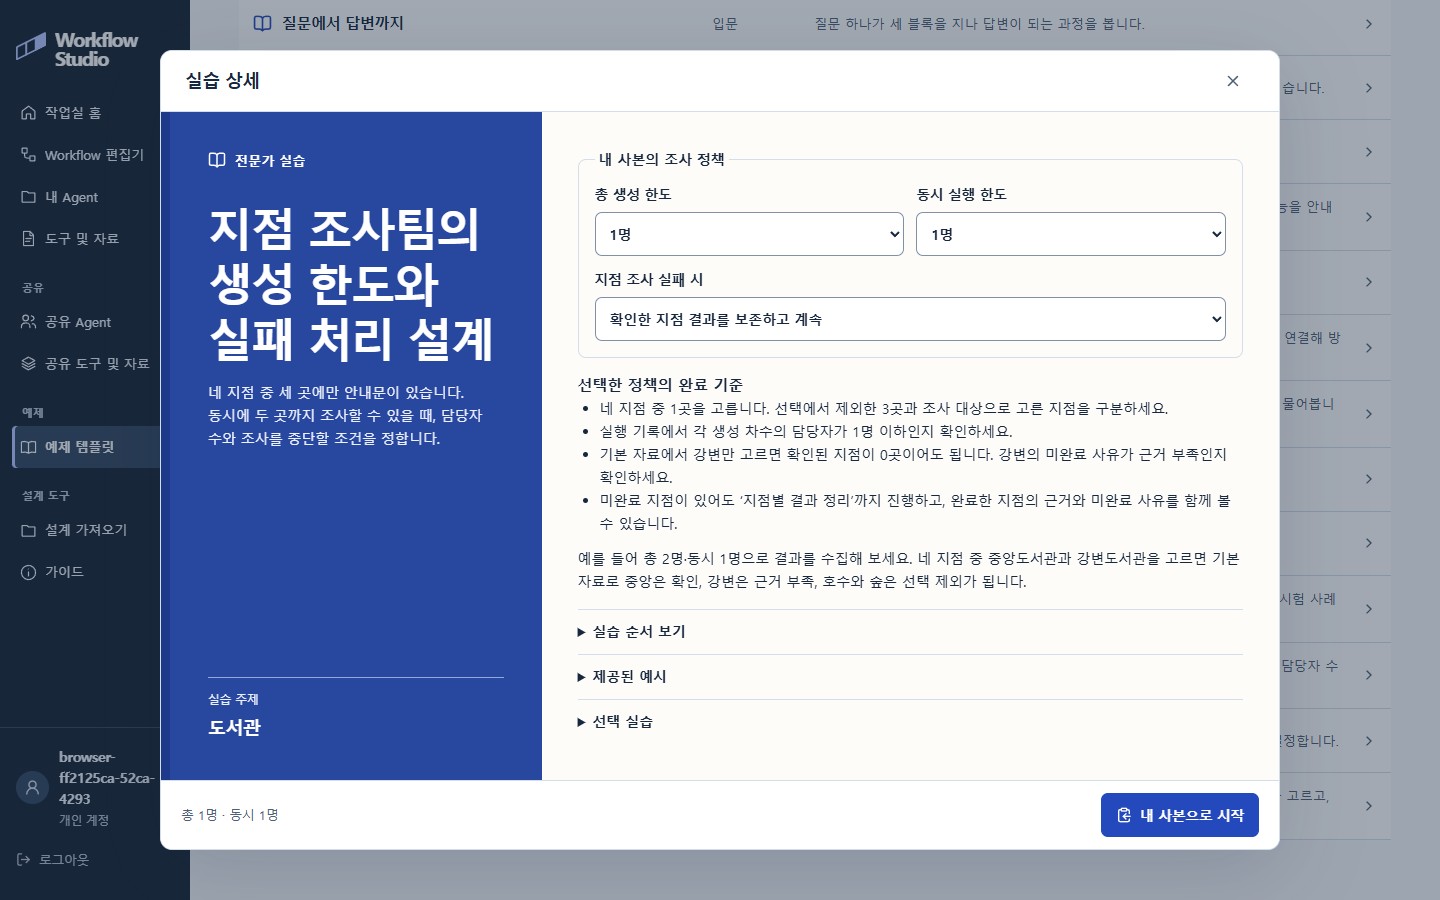 Workflow
Studio
작업실 홈
Workflow 편집기
내 Agent
도구 및 자료
공유
공유 Agent
공유 도구 및 자료
예제
예제 템플릿
설계 도구
설계 가져오기
가이드
browser-
ff2125ca-52ca-
4293
개인 계정
로그아웃
질문에서 답변까지
입문
질문 하나가 세 블록을 지나 답변이 되는 과정을 봅니다.
실습 상세
전문가 실습
지점 조사팀의
생성 한도와
실패 처리 설계
네 지점 중 세 곳에만 안내문이 있습니다.
동시에 두 곳까지 조사할 수 있을 때, 담당자
수와 조사를 중단할 조건을 정합니다.
실습 주제
도서관
내 사본의 조사 정책
총 생성 한도
동시 실행 한도
1명
1명
지점 조사 실패 시
확인한 지점 결과를 보존하고 계속
선택한 정책의 완료 기준
네 지점 중 1곳을 고릅니다. 선택에서 제외한 3곳과 조사 대상으로 고른 지점을 구분하세요.
실행 기록에서 각 생성 차수의 담당자가 1명 이하인지 확인하세요.
기본 자료에서 강변만 고르면 확인된 지점이 0곳이어도 됩니다. 강변의 미완료 사유가 근거 부족인지
확인하세요.
미완료 지점이 있어도 '지점별 결과 정리'까지 진행하고, 완료한 지점의 근거와 미완료 사유를 함께 볼
수 있습니다.
예를 들어 총 2명·동시 1명으로 결과를 수집해 보세요. 네 지점 중 중앙도서관과 강변도서관을 고르면 기본
자료로 중앙은 확인, 강변은 근거 부족, 호수와 숲은 선택 제외가 됩니다.
실습 순서 보기
제공된 예시
선택 실습
총 1명 · 동시 1명
내 사본으로 시작
습니다.
을 안내
연결해 방
물어봅니
시험 사례
담당자 수
정합니다.
고르고,